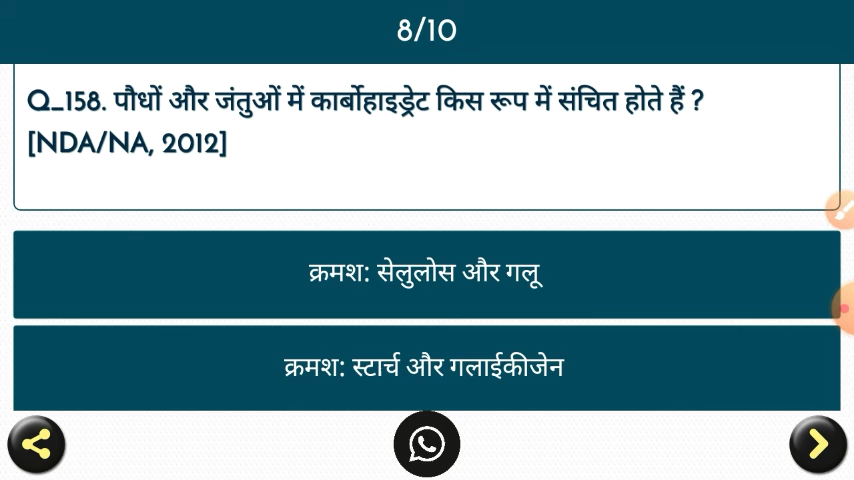 8/10
Q_158. पौधों और जंतुओं में कार्बोहाइड्रेट किस रूप में संचित होते हैं ?
[NDA/NA, 2012]
क्रमश: सेलुलोस और गलू
क्रमश: स्टार्च और गलाईकीजेन